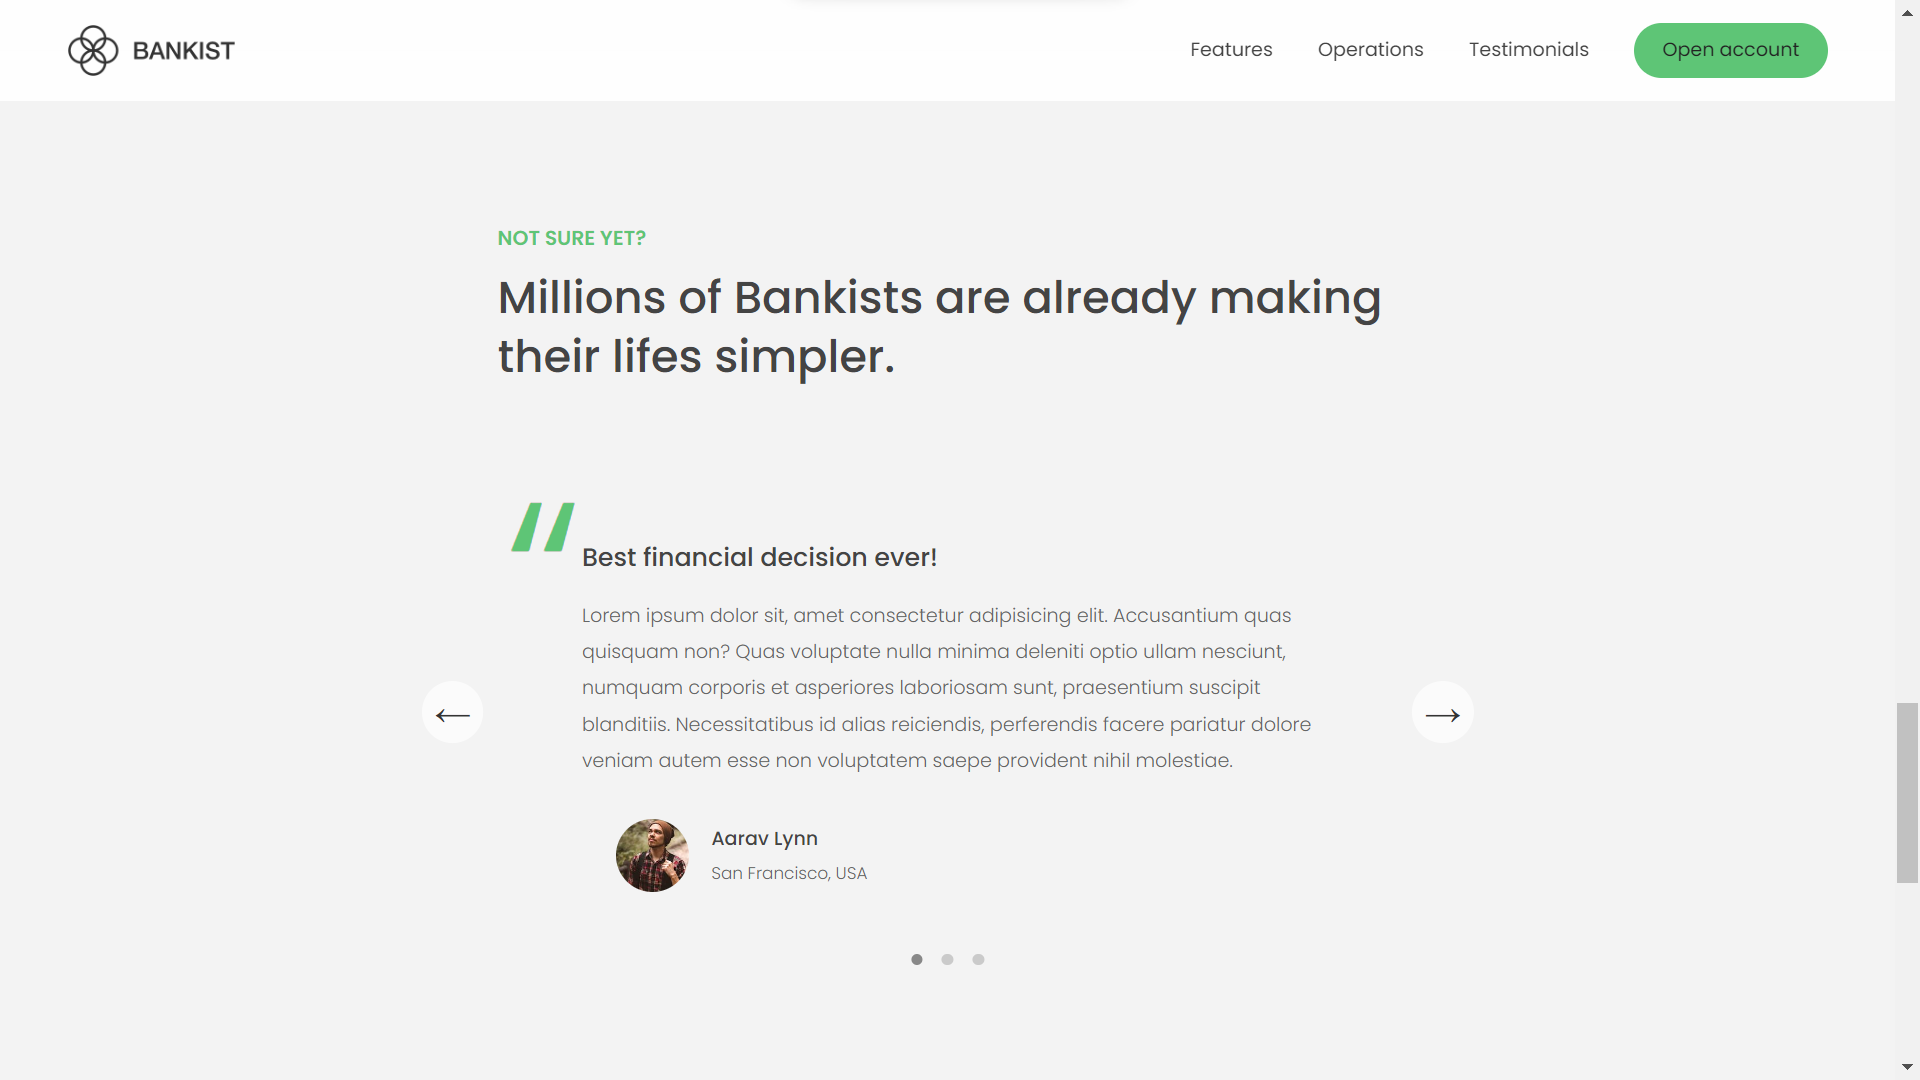 BANKIST
Features
Operations
Testimonials
Open account
NOT SURE YET?
Millions of Bankists are already making
their lifes simpler.
“
Best financial decision ever!
Lorem ipsum dolor sit, amet consectetur adipisicing elit. Accusantium quas
quisquam non? Quas voluptate nulla minima deleniti optio ullam nesciunt,
numquam corporis et asperiores laboriosam sunt, praesentium suscipit
blanditiis. Necessitatibus id alias reiciendis, perferendis facere pariatur dolore
veniam autem esse non voluptatem saepe provident nihil molestiae.
←
→
Aarav Lynn
San Francisco, USA